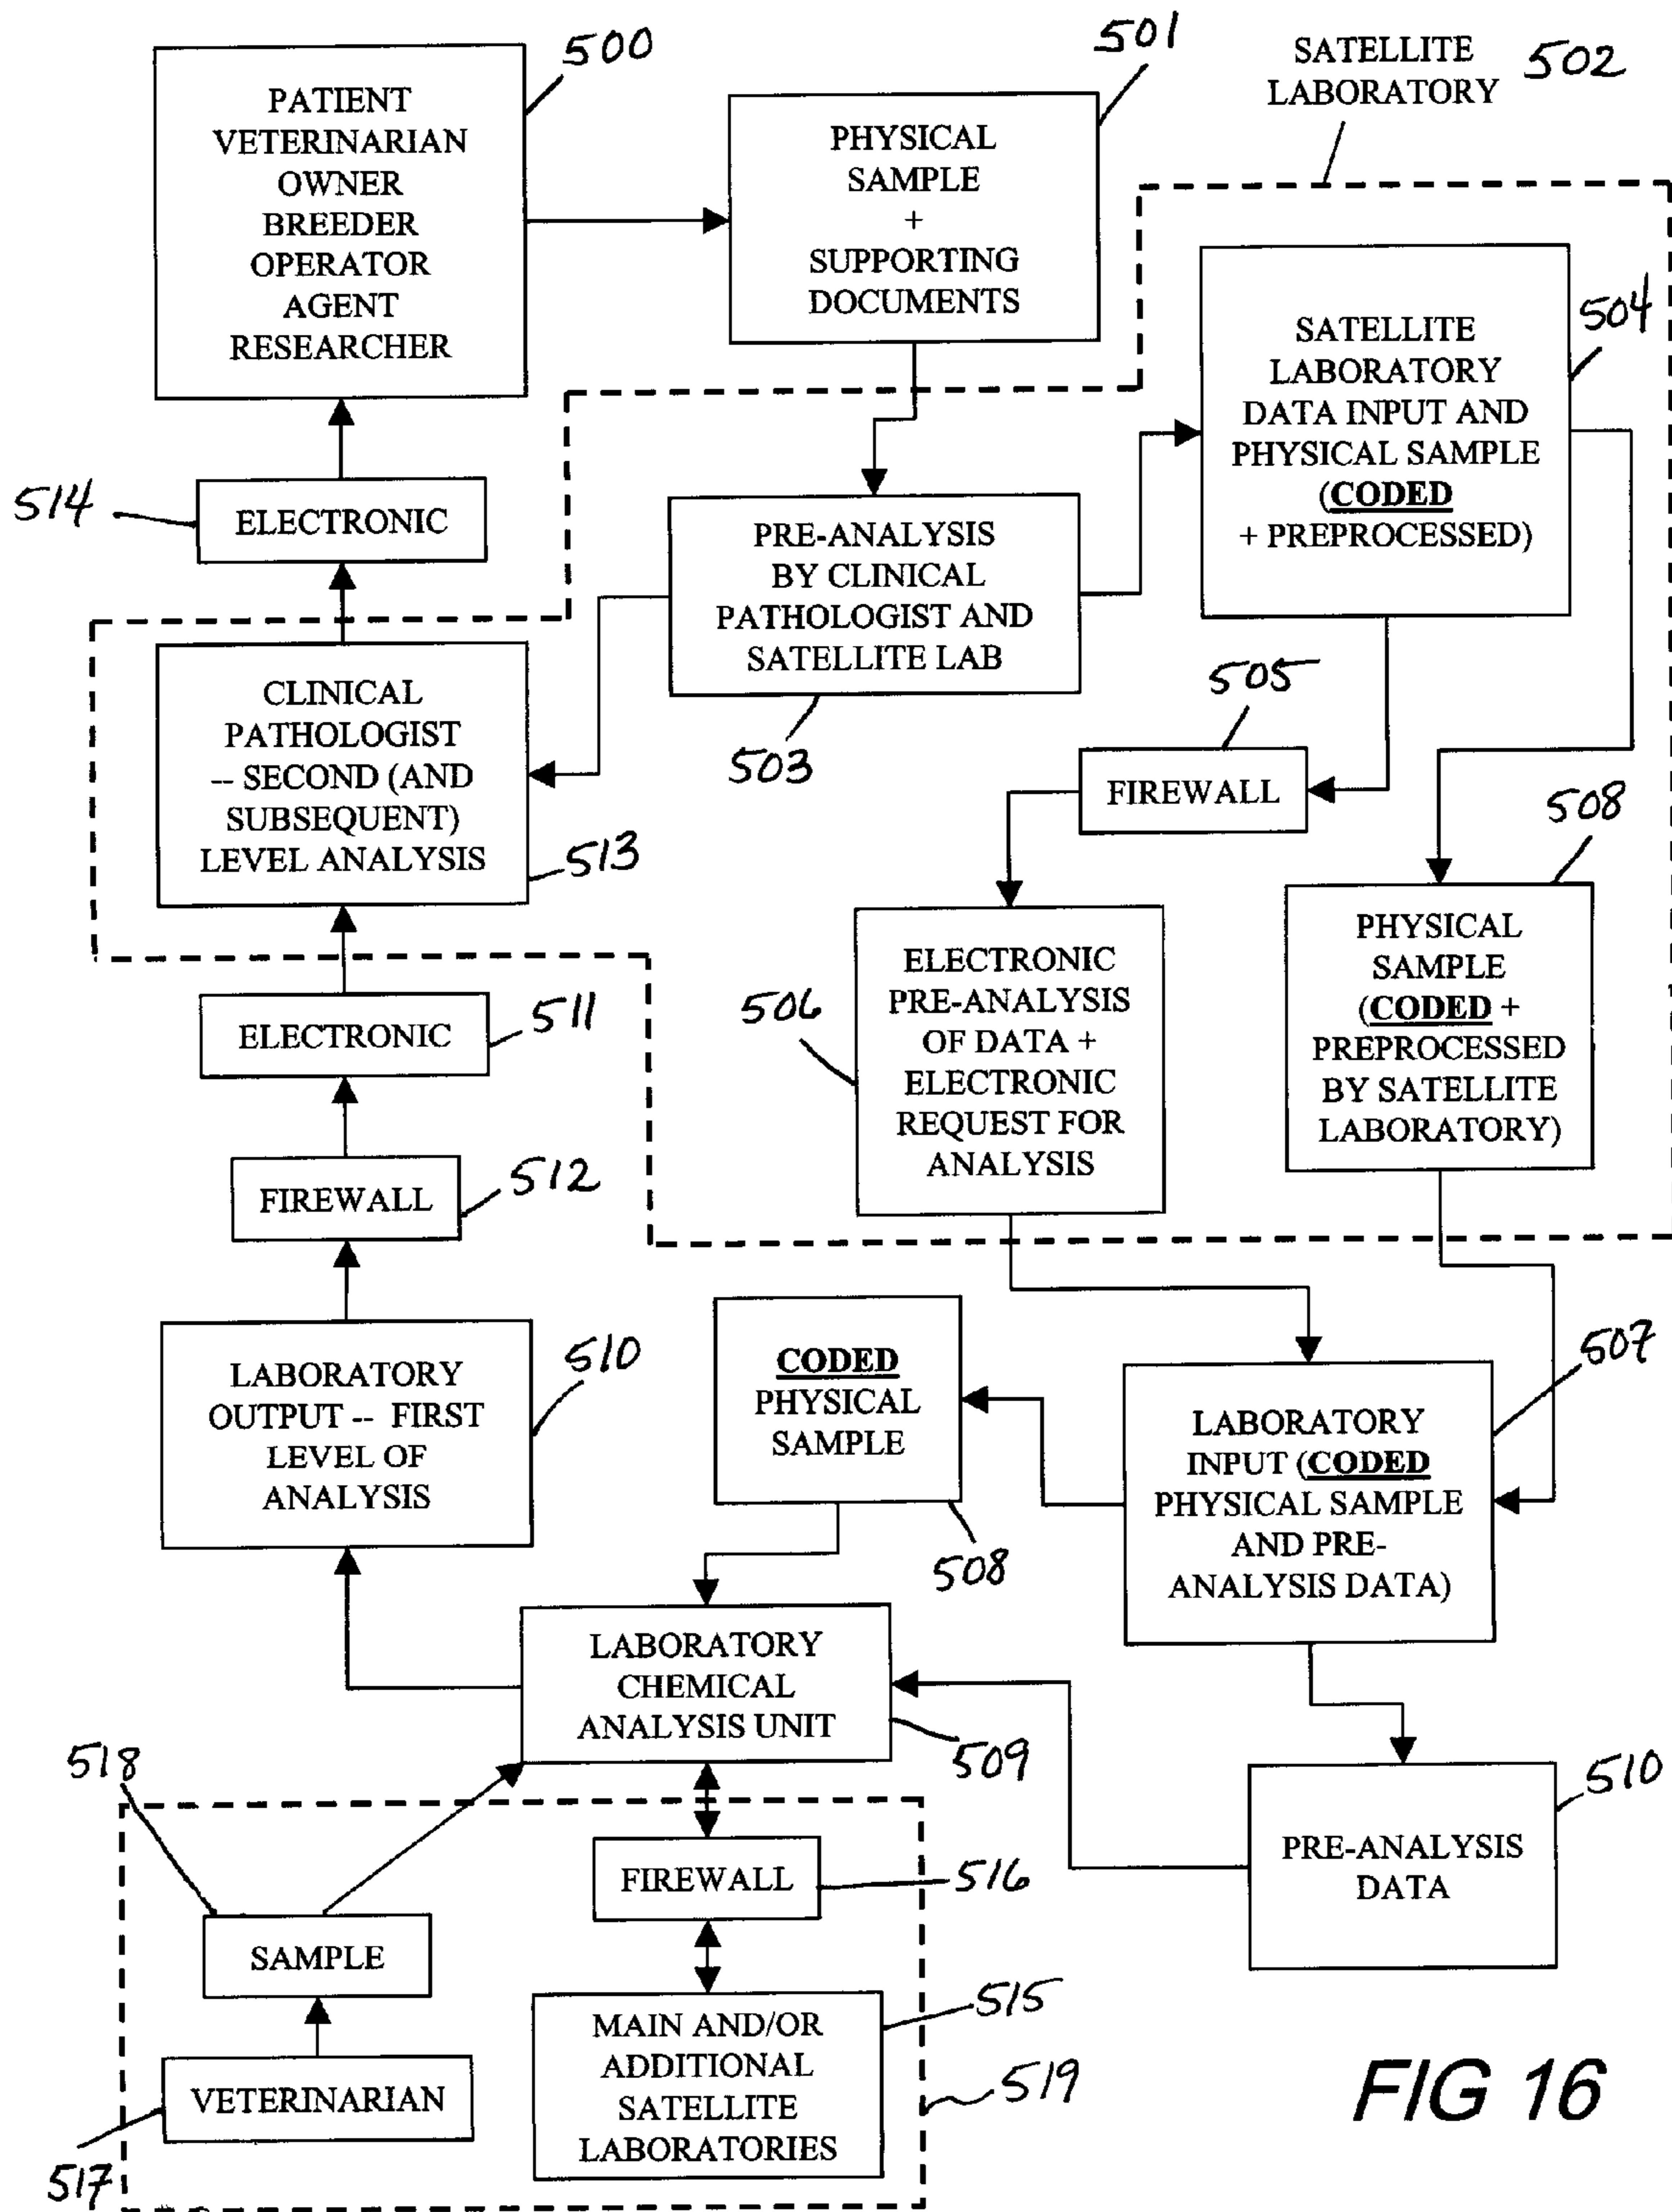 500
PATIENT
VETERINARIAN
OWNER
BREEDER
OPERATOR
AGENT
RESEARCHER
501
PHYSICAL
SAMPLE
+
SUPPORTING
DOCUMENTS
SATELLITE
LABORATORY
502
SATELLITE
LABORATORY
DATA INPUT AND
PHYSICAL SAMPLE
(CODED
+ PREPROCESSED)
504
514
ELECTRONIC
PRE-ANALYSIS
BY CLINICAL
PATHOLOGIST AND
SATELLITE LAB
503
CLINICAL
PATHOLOGIST
-- SECOND (AND
SUBSEQUENT)
LEVEL ANALYSIS
513
505
FIREWALL
508
PHYSICAL
SAMPLE
(CODED +
PREPROCESSED
BY SATELLITE
LABORATORY)
506
ELECTRONIC
PRE-ANALYSIS
OF DATA +
ELECTRONIC
REQUEST FOR
ANALYSIS
ELECTRONIC
511
FIREWALL
512
LABORATORY
OUTPUT -- FIRST
LEVEL OF
ANALYSIS
510
CODED
PHYSICAL
SAMPLE
508
507
LABORATORY
INPUT (CODED
PHYSICAL SAMPLE
AND PRE-
ANALYSIS DATA)
LABORATORY
CHEMICAL
ANALYSIS UNIT
509
510
PRE-ANALYSIS
DATA
518
SAMPLE
FIREWALL
516
VETERINARIAN
517
MAIN AND/OR
ADDITIONAL
SATELLITE
LABORATORIES
515
519
FIG 16